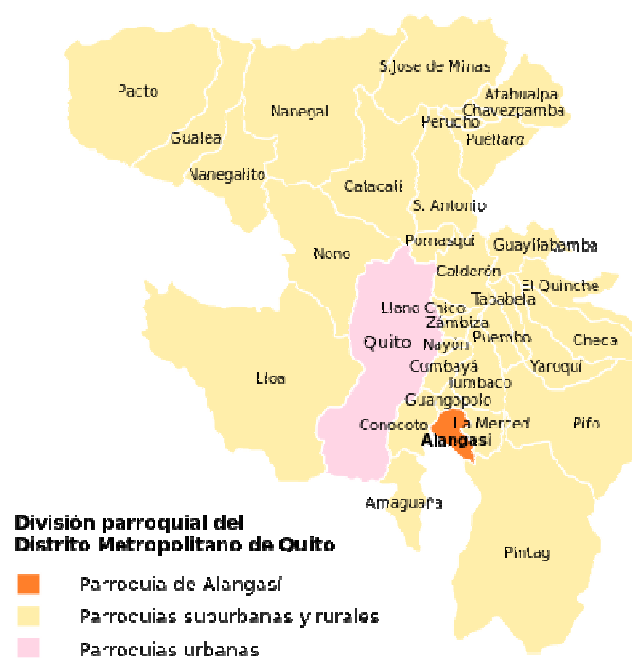 S.Jose de Minas
Pacto
Atahualpa
Nanegal
Chavezpamba
Perucho
Gualea
Puéllaro
Nanegalito
Calacalí
S. Antonio
Pomasqui
Guayllabamba
Nono
Calderón
El Quinche
Tababela
Llano Chico
Zámbiza
Puembo
Quito
Nayón
Checa
Cumbayá
Yaruquí
Lloa
Tumbaco
Guangopolo
Conocoto
La Merced
Pifo
Alangasí
Amaguaña
División parroquial del
Distrito Metropolitano de Quito
Pintag
Parroquia de Alangasí
Parroquias suburbanas y rurales
Parroquias urbanas